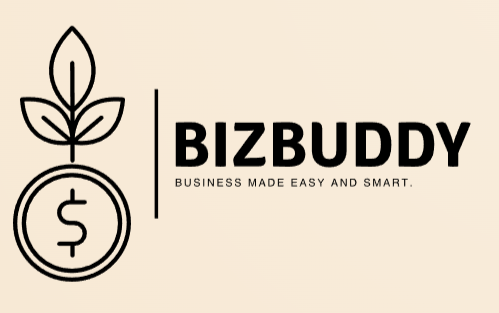 $
BIZBUDDY
BUSINESS MADE EASY AND SMART.